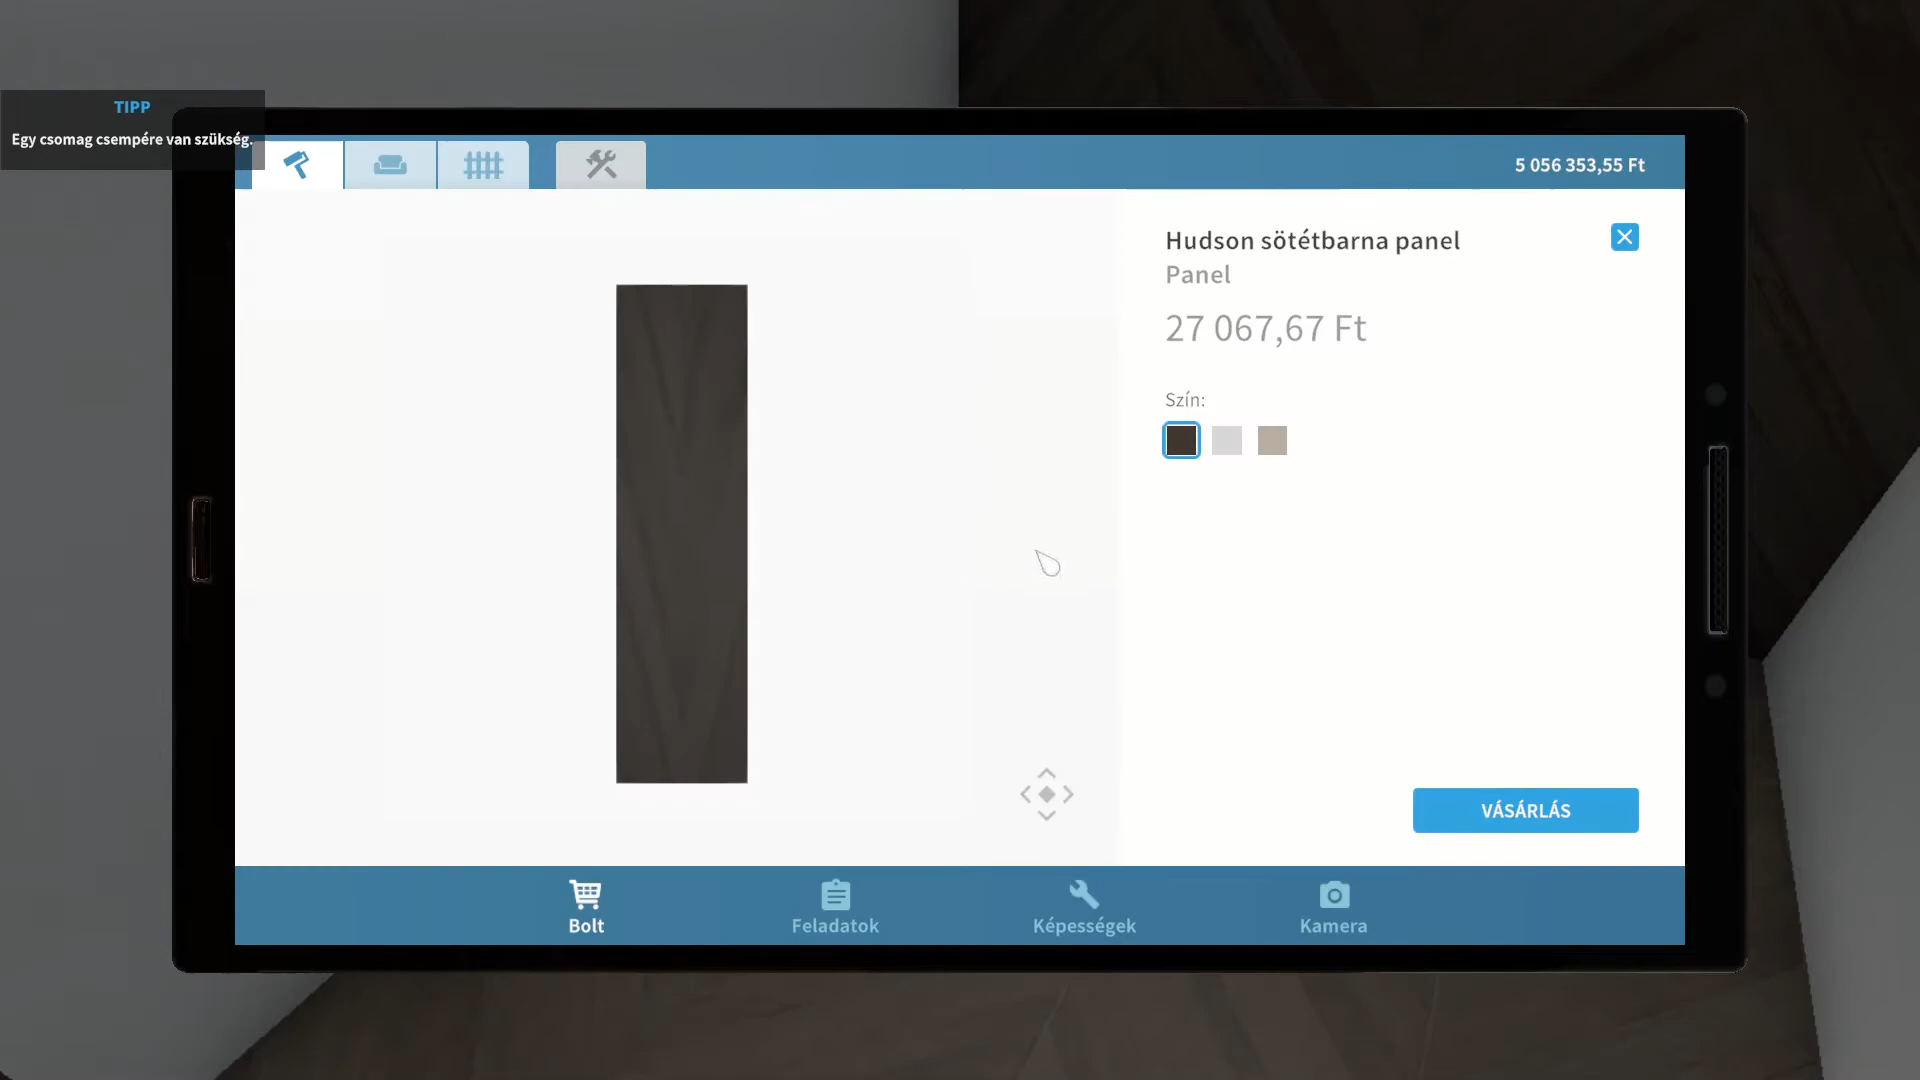 TIPP
Egy csomag csempére van szükség.
5 056 353,55 Ft
Hudson sötétbarna panel
Panel
27 067,67 Ft
Szín:
VÁSÁRLÁS
Bolt
Feladatok
Képességek
Kamera